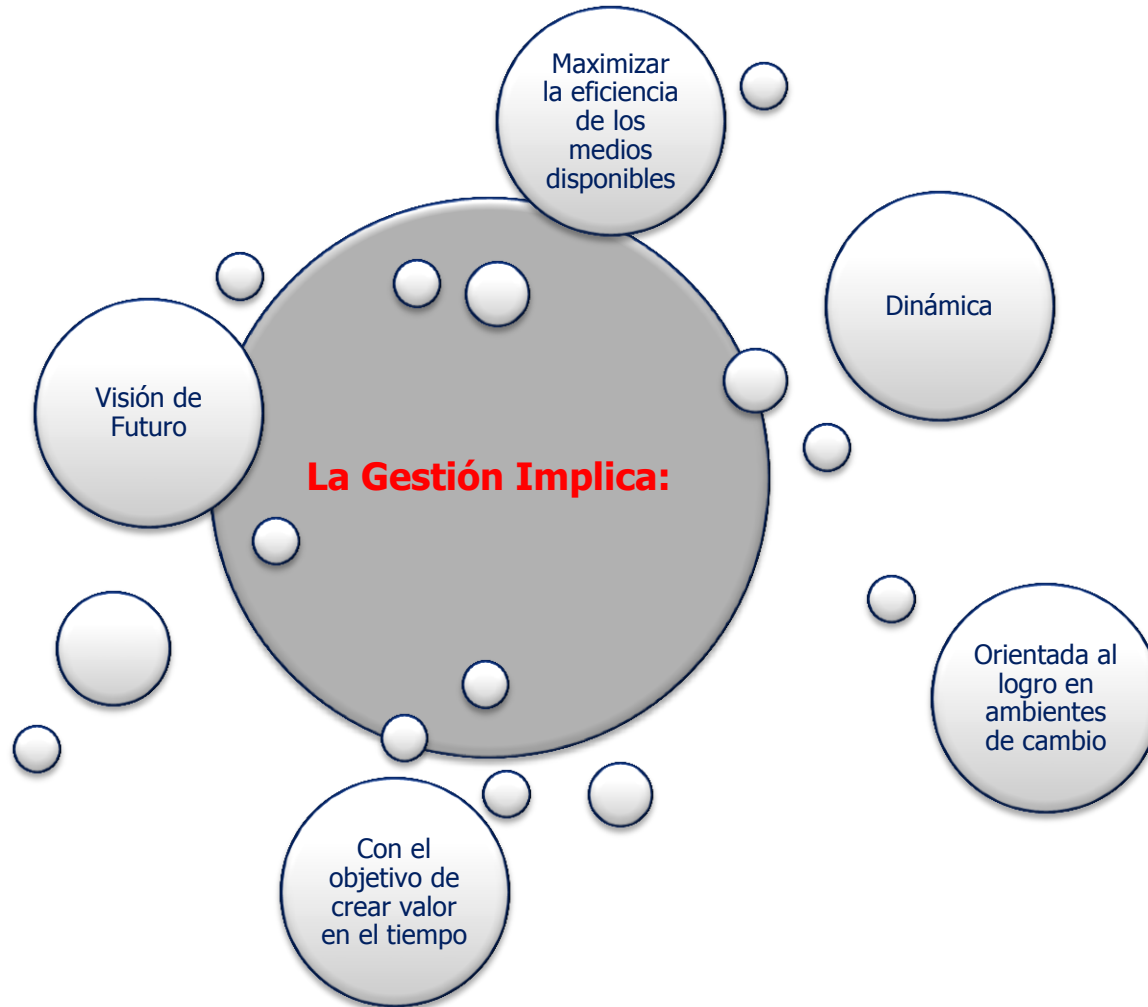 Maximizar
la eficiencia
de los
medios
disponibles
Dinámica
Visión de
Futuro
La Gestión Implica:
Orientada al
logro en
ambientes
de cambio
Con el
objetivo de
crear valor
en el tiempo